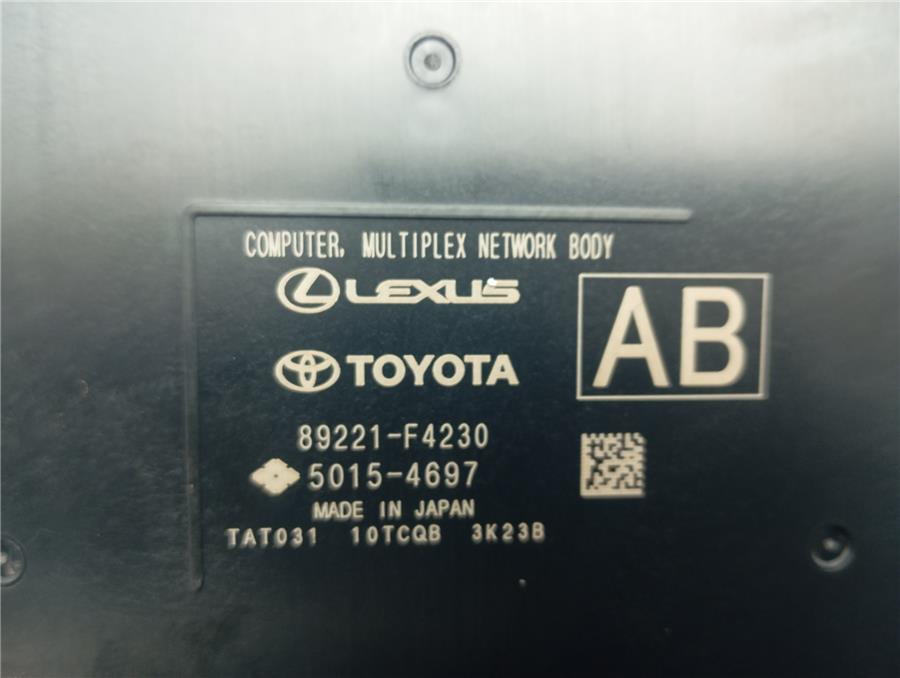 COMPUTER, MULTIPLEX NETWORK BODY
LEXUS
AB
TOYOTA
89221-F4230
5015-4697
MADE IN JAPAN
TAT031 10TCQB 3K23B